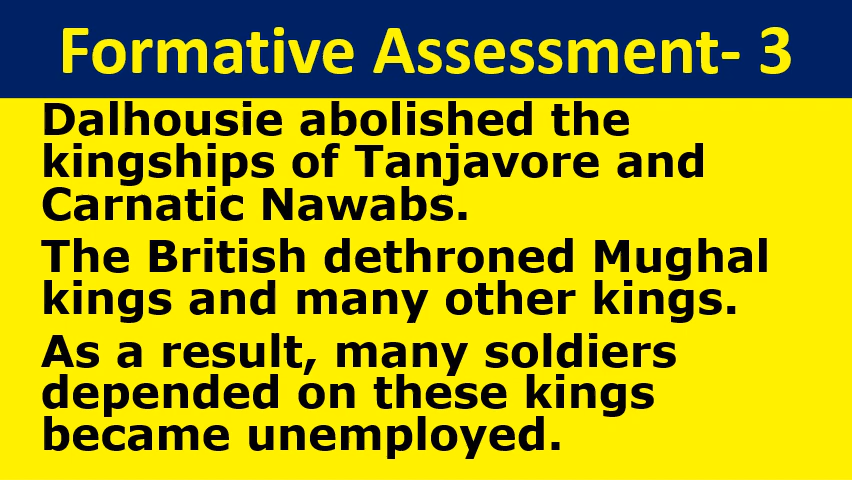 Formative Assessment- 3
Dalhousie abolished the
kingships of Tanjavore and
Carnatic Nawabs.
The British dethroned Mughal
kings and many other kings.
As a result, many soldiers
depended on these kings
became unemployed.